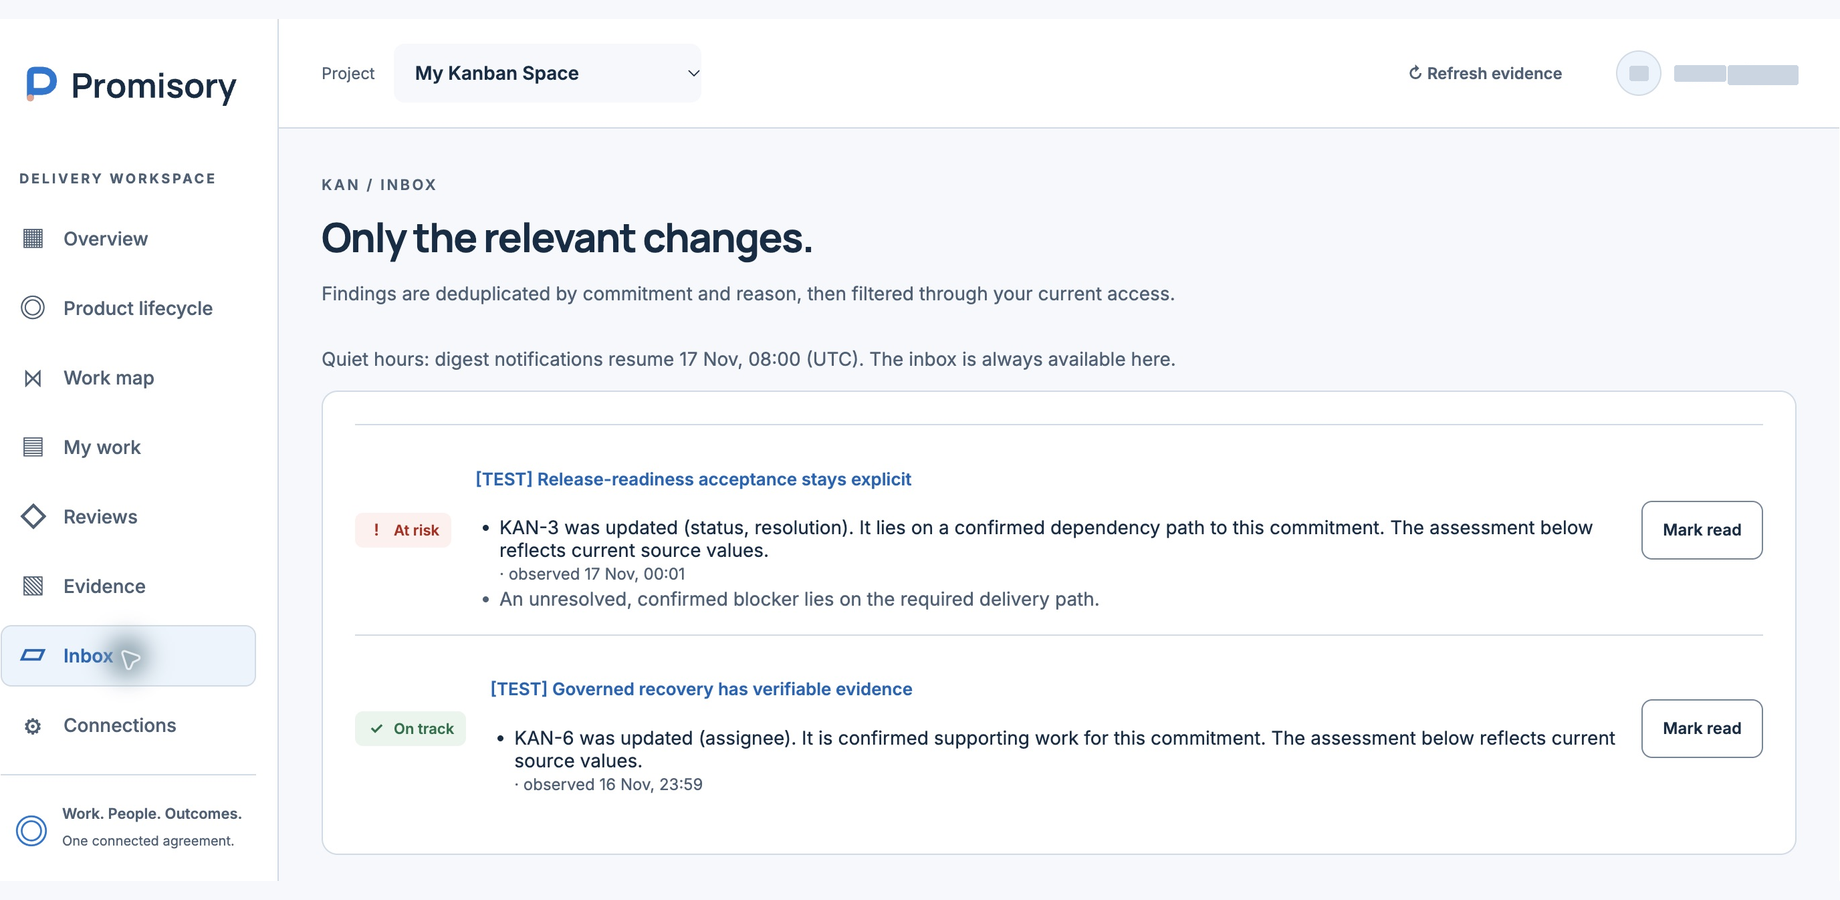 Promisory
DELIVERY WORKSPACE
Overview
Product lifecycle
Work map
My work
Reviews
Evidence
Inbox
Connections
Work. People. Outcomes.
One connected agreement.
Project
My Kanban Space
↻ Refresh evidence
KAN / INBOX
Only the relevant changes.
Findings are deduplicated by commitment and reason, then filtered through your current access.
Quiet hours: digest notifications resume 17 Nov, 08:00 (UTC). The inbox is always available here.
! At risk
[TEST] Release-readiness acceptance stays explicit
• KAN-3 was updated (status, resolution). It lies on a confirmed dependency path to this commitment. The assessment below
reflects current source values.
· observed 17 Nov, 00:01
• An unresolved, confirmed blocker lies on the required delivery path.
Mark read
✓ On track
[TEST] Governed recovery has verifiable evidence
• KAN-6 was updated (assignee). It is confirmed supporting work for this commitment. The assessment below reflects current
source values.
· observed 16 Nov, 23:59
Mark read